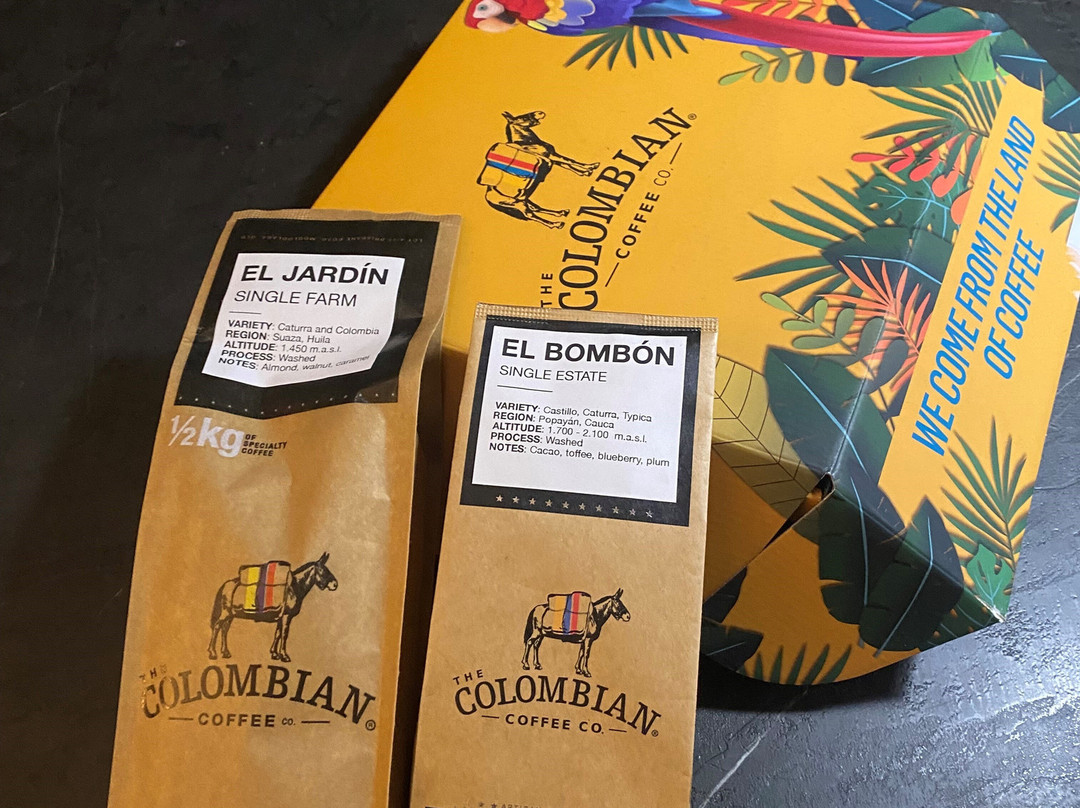 THE
COLOMBIAN®
COFFEE CO.
WE COME FROM THE LAND
OF COFFEE
EL JARDÍN
SINGLE FARM
VARIETY: Caturra and Colombia
REGION: Suaza, Huila
ALTITUDE: 1.450 m.a.s.l.
PROCESS: Washed
NOTES: Almond, walnut, caramel
½kg OF
SPECIALTY
COFFEE
THE
COLOMBIAN®
COFFEE CO.
EL BOMBÓN
SINGLE ESTATE
VARIETY: Castillo, Caturra, Typica
REGION: Popayán, Cauca
ALTITUDE: 1.700 - 2.100 m.a.s.l.
PROCESS: Washed
NOTES: Cacao, toffee, blueberry, plum
THE
COLOMBIAN®
COFFEE CO.